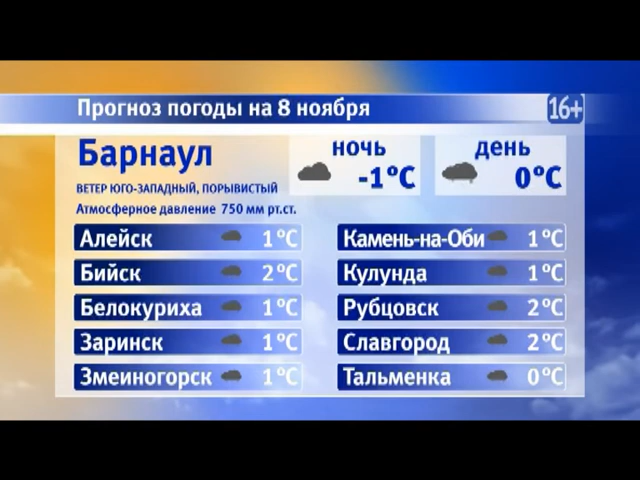 Прогноз погоды на 8 ноября 16+
Барнаул ночь день
-1°C 0°C
ВЕТЕР ЮГО-ЗАПАДНЫЙ, ПОРЫВИСТЫЙ
Атмосферное давление 750 мм рт.ст.
Алейск 1°C
Бийск 2°C
Белокуриха 1°C
Заринск 1°C
Змеиногорск 1°C
Камень-на-Оби 1°C
Кулунда 1°C
Рубцовск 2°C
Славгород 2°C
Тальменка 0°C